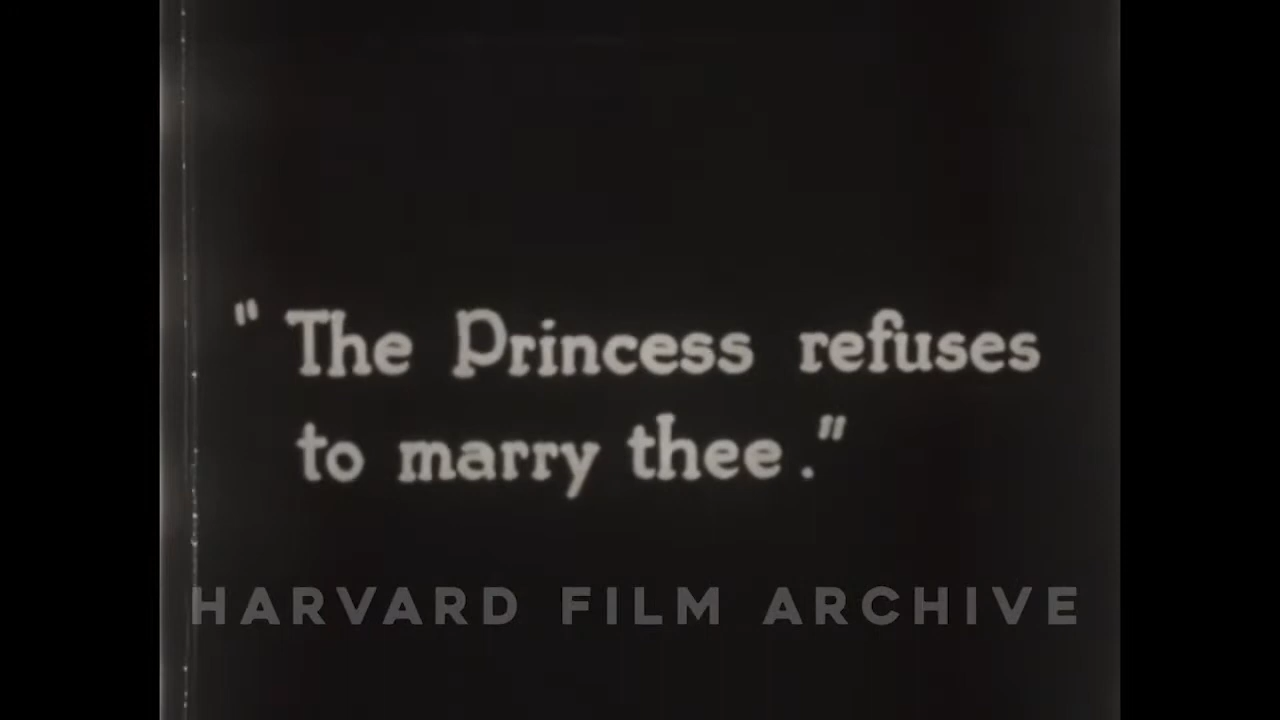 "The Princess refuses
to marry thee."
HARVARD FILM ARCHIVE